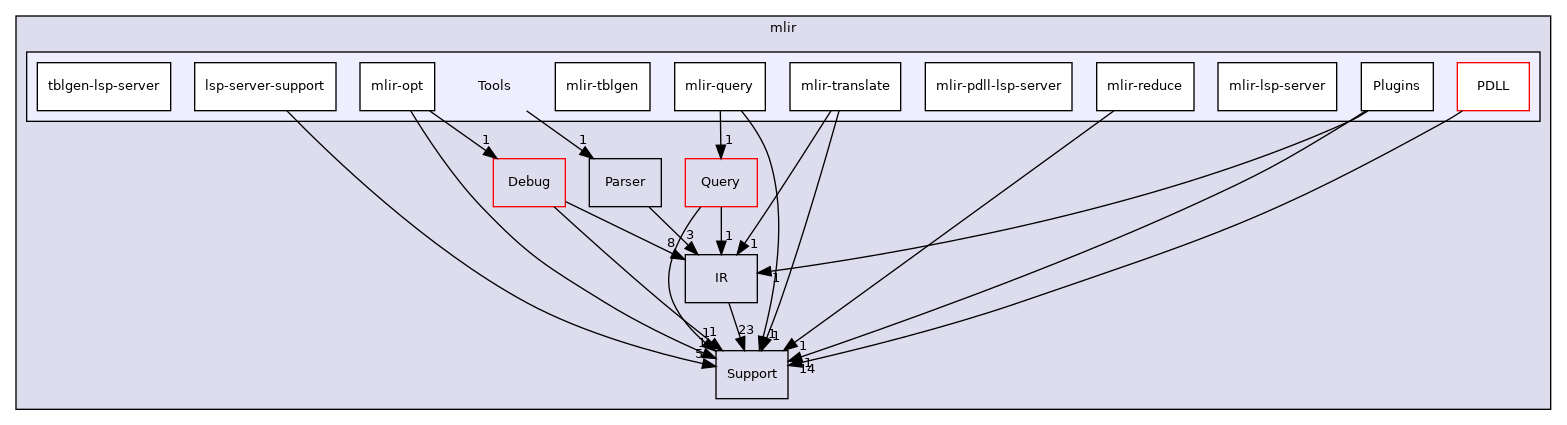 mlir
tblgen-lsp-server
lsp-server-support
mlir-opt
Tools
mlir-tblgen
mlir-query
mlir-translate
mlir-pdll-lsp-server
mlir-reduce
mlir-lsp-server
Plugins
PDLL
1
1
1
Debug
Parser
Query
8
3
1
1
IR
1
23
11
1
1
1
5
1
14
Support